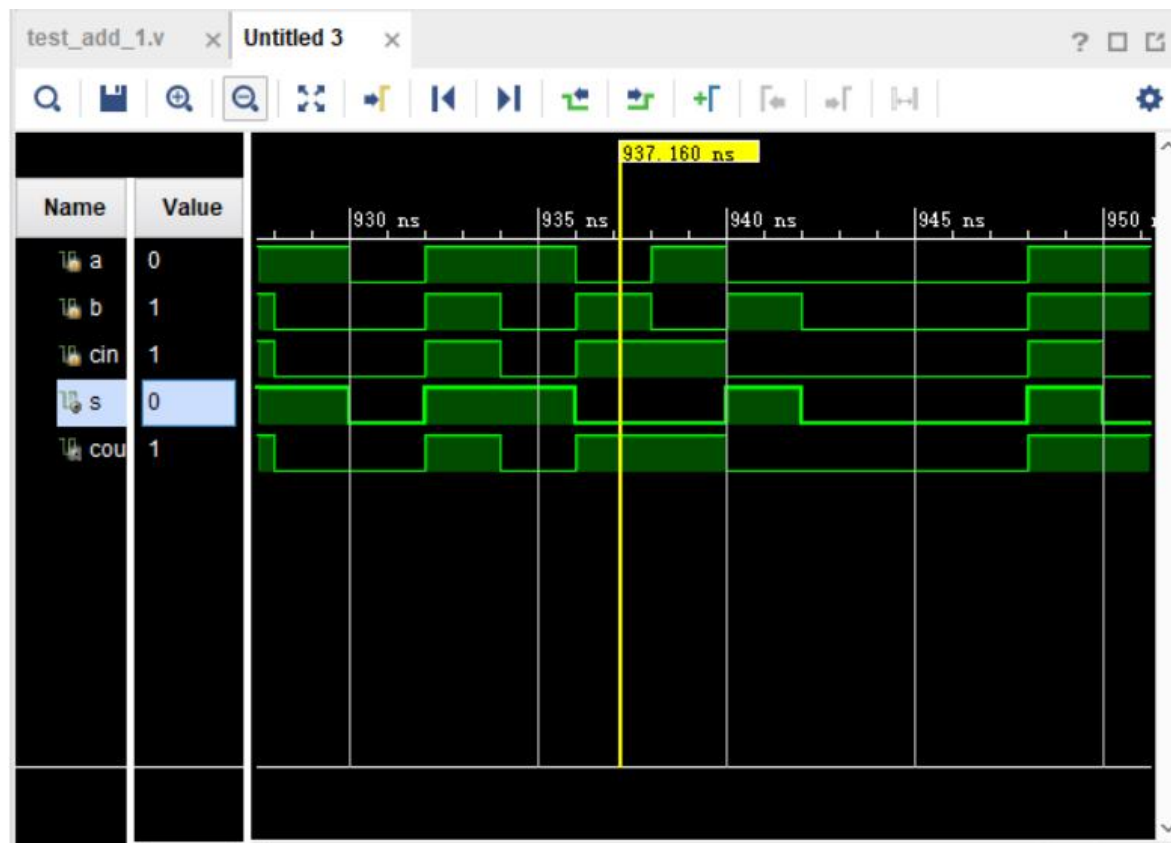 test_add_1.v × Untitled 3 ×
?
937.160 ns
Name Value
930 ns 935 ns 940 ns 945 ns 950
a 0
b 1
cin 1
s 0
cou 1